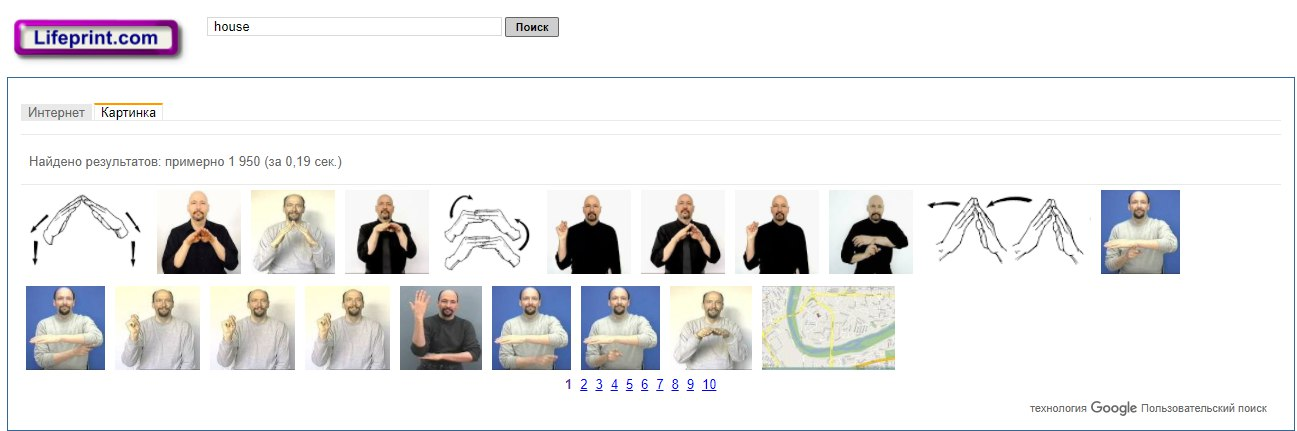 Lifeprint.com
house
Поиск
Интернет Картинка
Найдено результатов: примерно 1 950 (за 0,19 сек.)
1 2 3 4 5 6 7 8 9 10
технология Google Пользовательский поиск